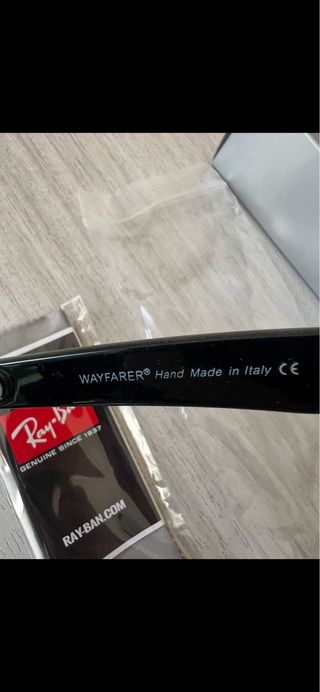 WAYFARER® Hand Made in Italy CE
Ray-Ban
GENUINE SINCE 1937
RAY-BAN.COM